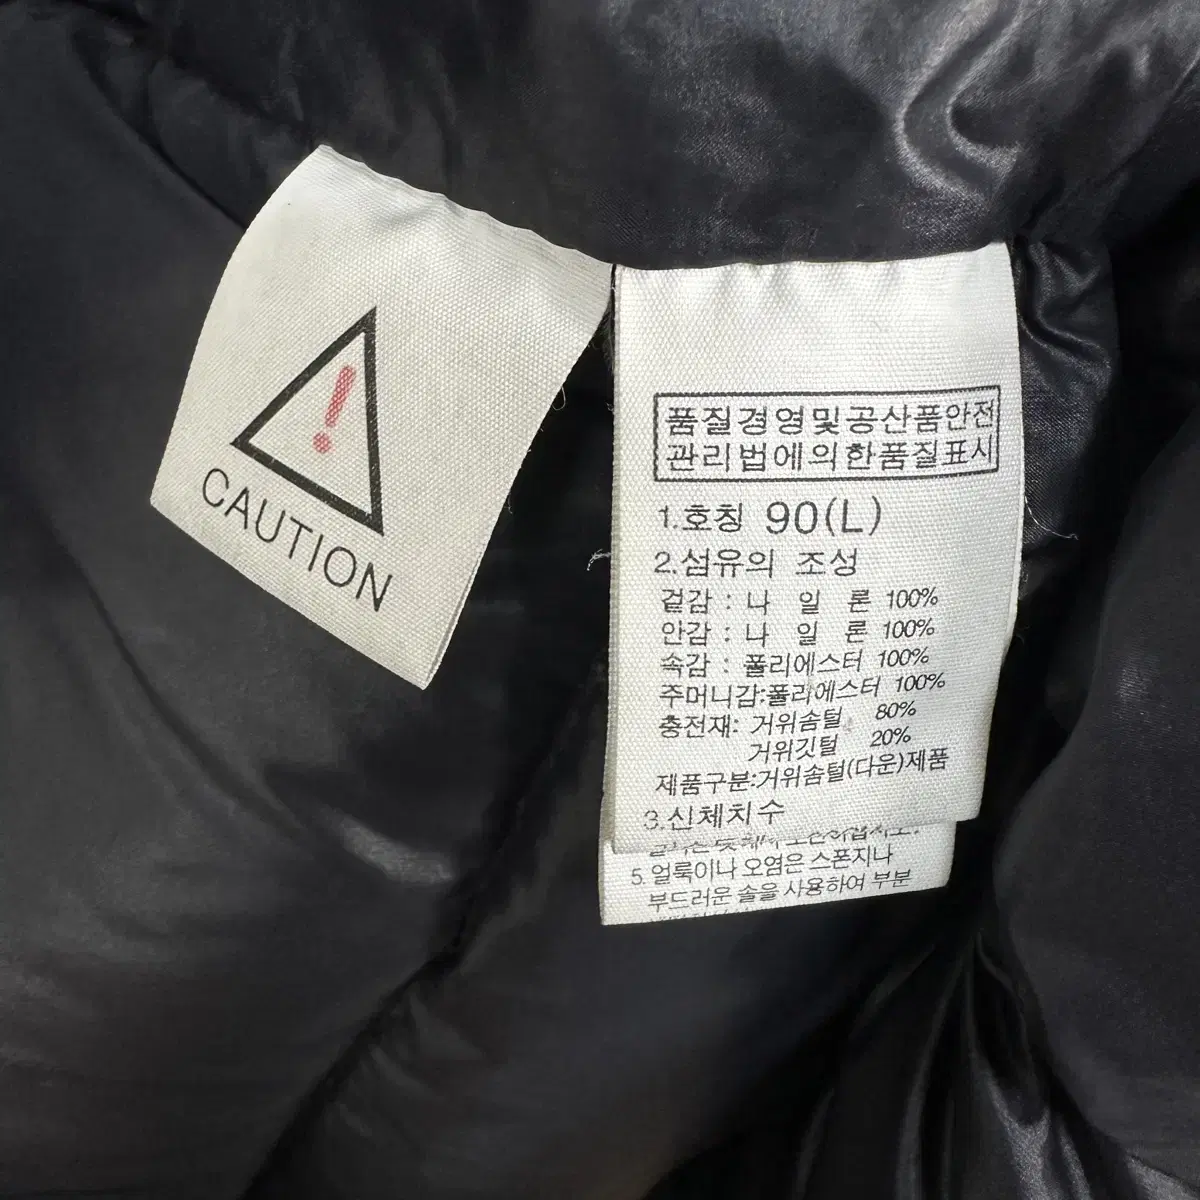 CAUTION
품질경영및공산품안전
관리법에의한품질표시
1.호칭 90(L)
2.섬유의 조성
겉감 : 나 일 론 100%
안감 : 나 일 론 100%
속감 : 폴리에스터 100%
주머니감:폴리에스터 100%
충전재: 거위솜털 80%
거위깃털 20%
제품구분:거위솜털(다운)제품
3.신체치수
5. 얼룩이나 오염은 스폰지나
부드러운 솔을 사용하여 부분